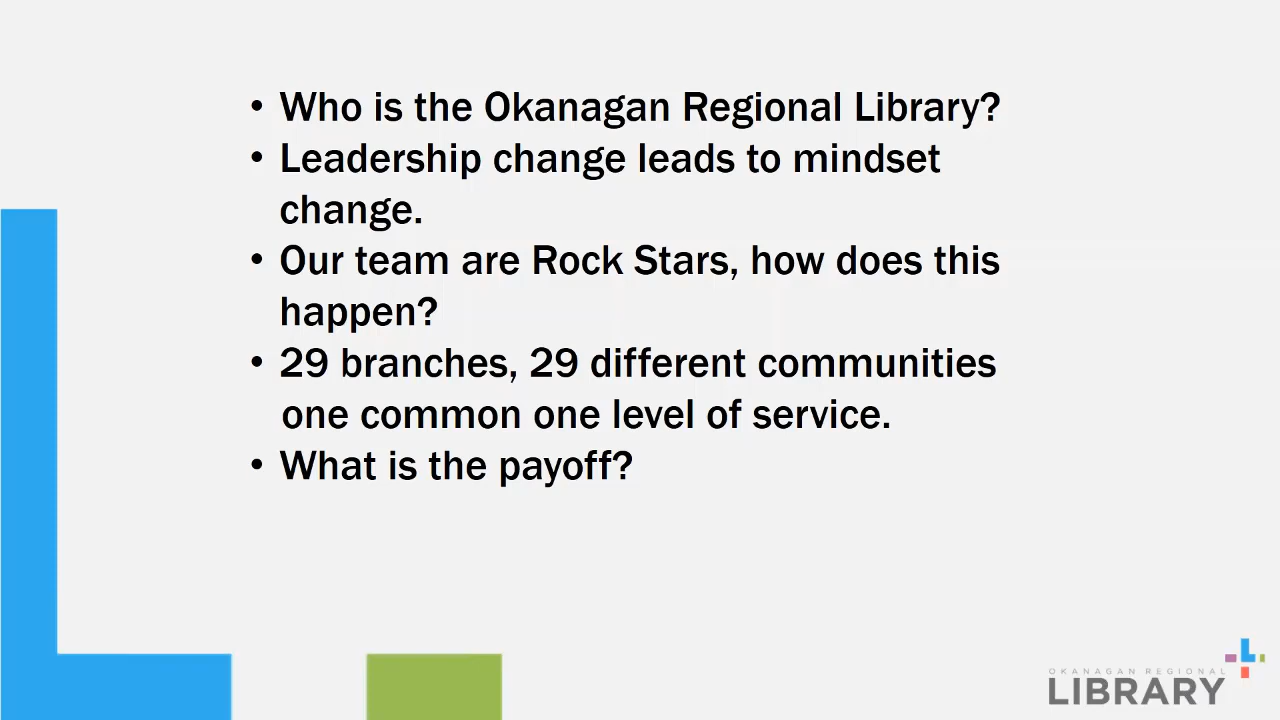 • Who is the Okanagan Regional Library?
• Leadership change leads to mindset
change.
• Our team are Rock Stars, how does this
happen?
• 29 branches, 29 different communities
one common one level of service.
• What is the payoff?
OKANAGAN REGIONAL
LIBRARY